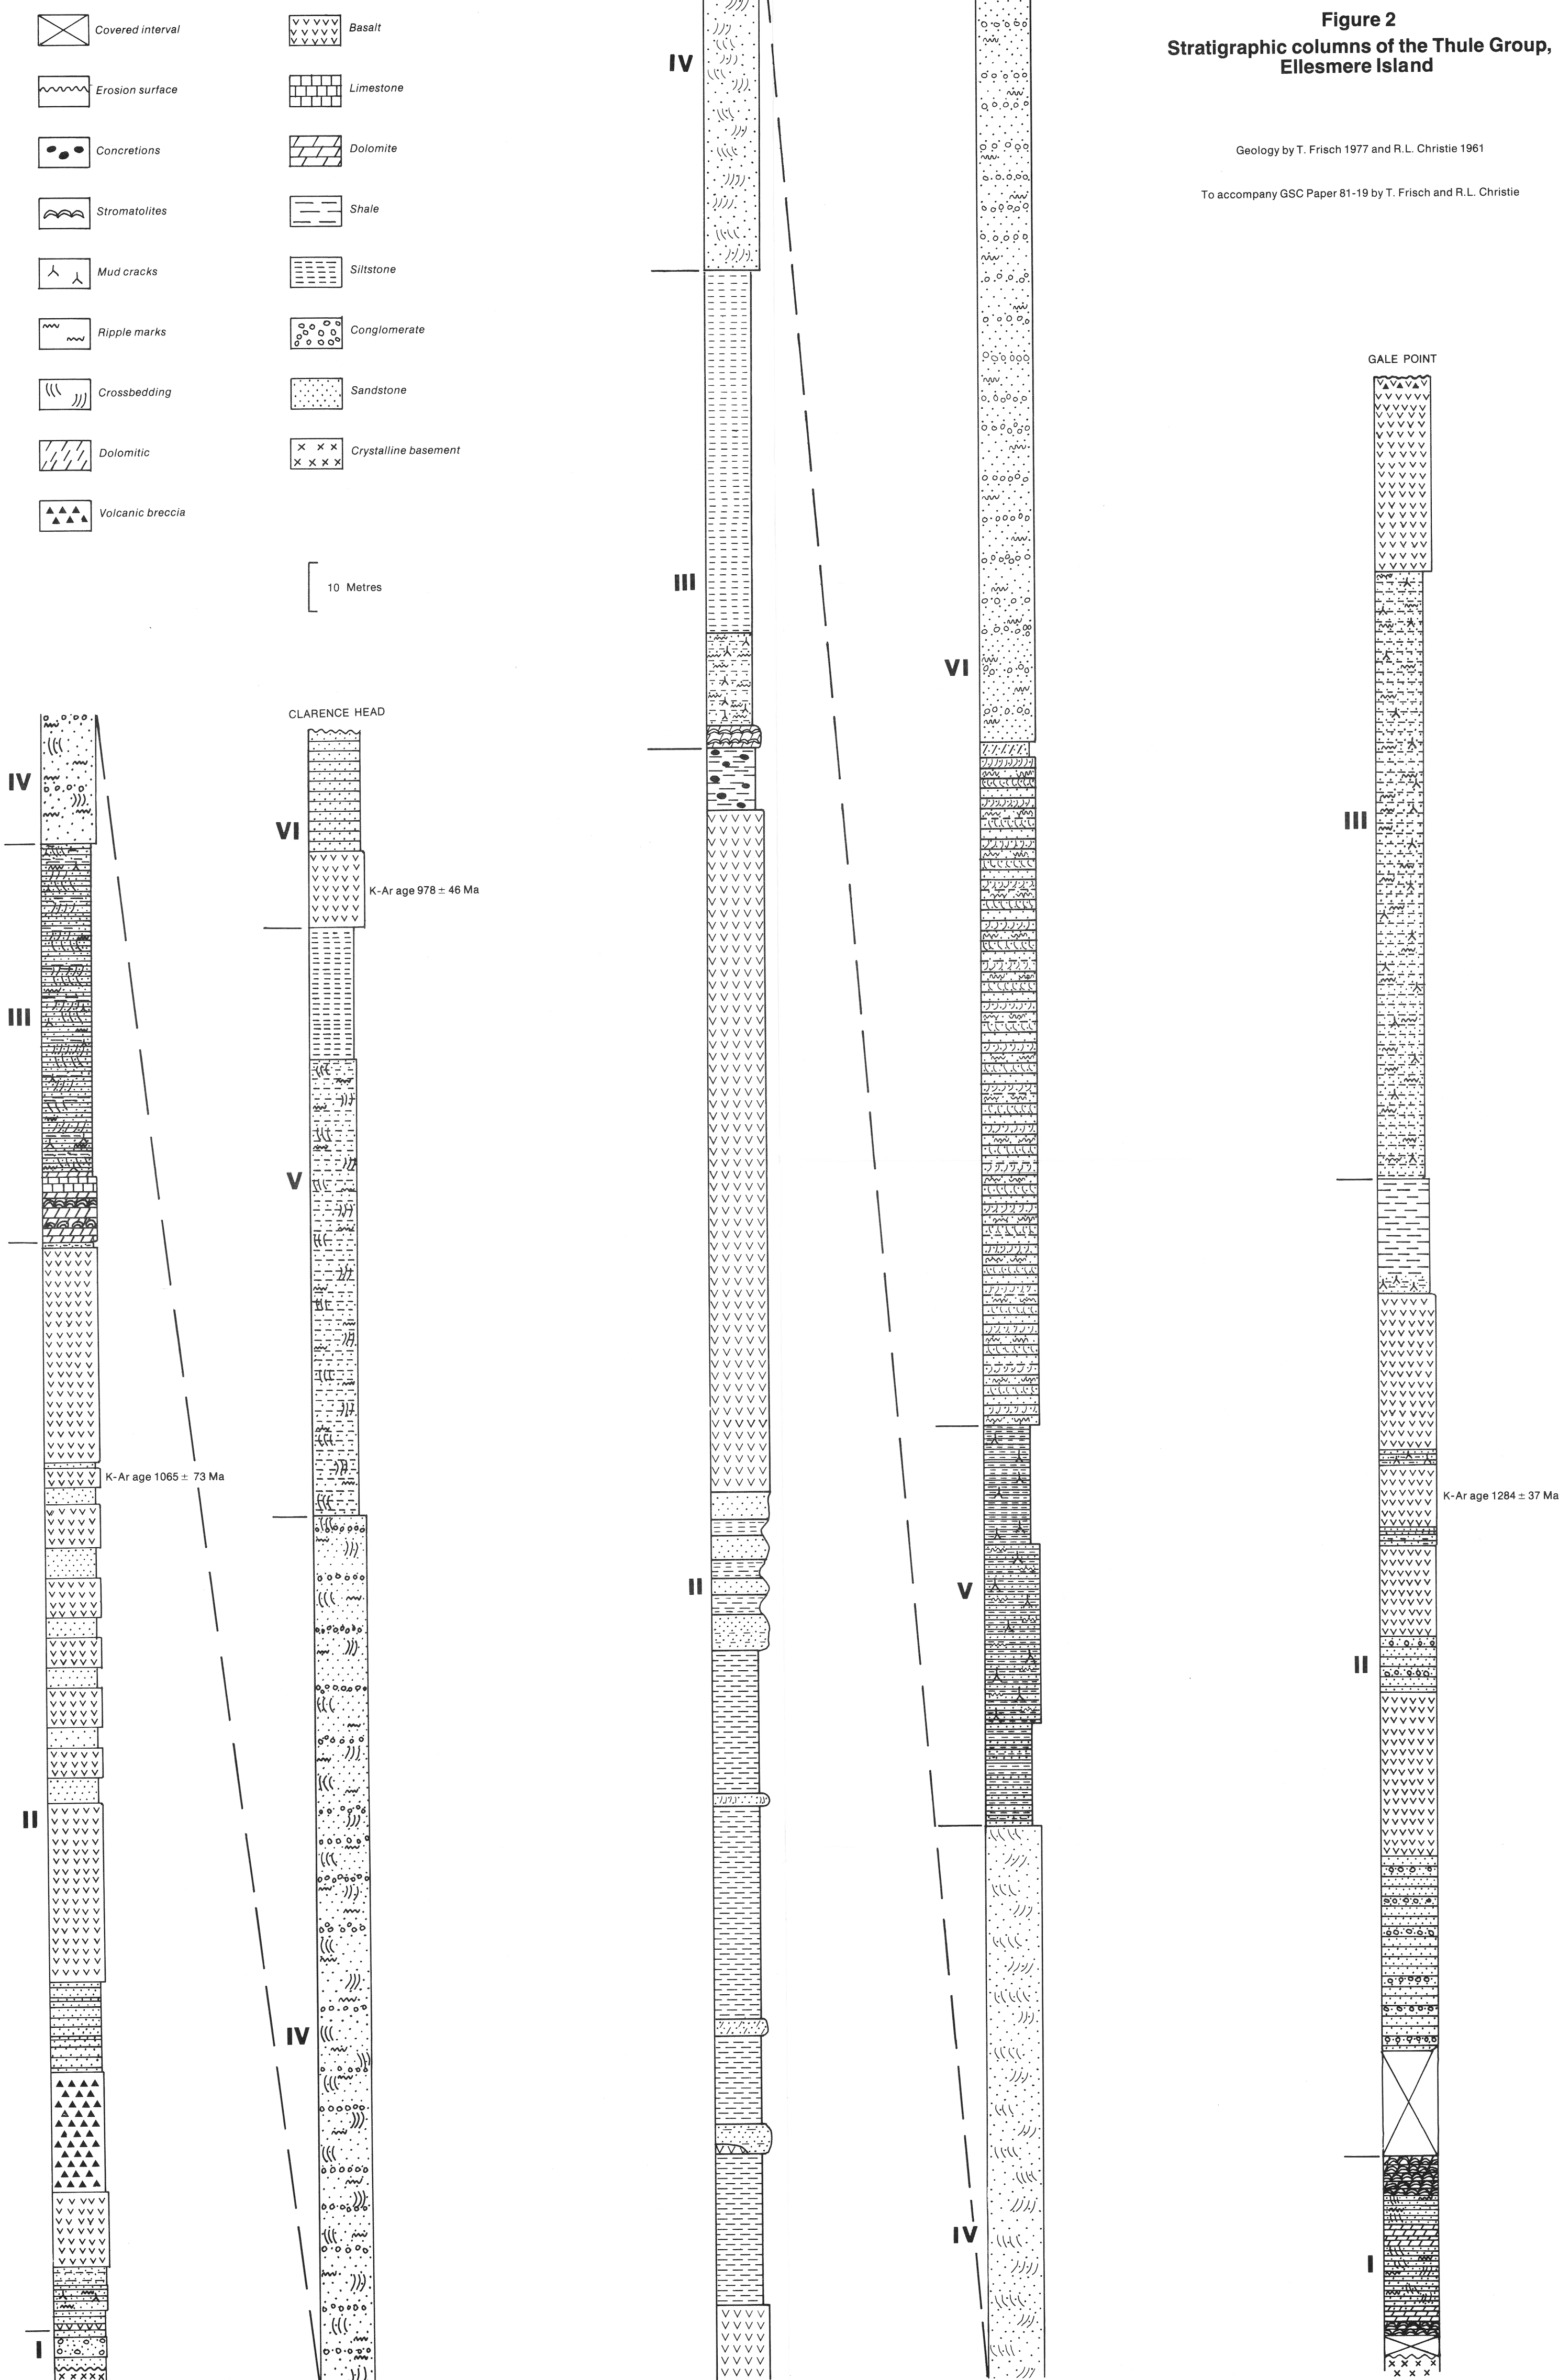 Figure 2
Stratigraphic columns of the Thule Group,
Ellesmere Island
Geology by T. Frisch 1977 and R.L. Christie 1961
To accompany GSC Paper 81-19 by T. Frisch and R.L. Christie
Covered interval
Erosion surface
Concretions
Stromatolites
Mud cracks
Ripple marks
Crossbedding
Dolomitic
Volcanic breccia
Basalt
Limestone
Dolomite
Shale
Siltstone
Conglomerate
Sandstone
Crystalline basement
10 Metres
IV
III
K-Ar age 1065 ± 73 Ma
II
I
CLARENCE HEAD
VI
K-Ar age 978 ± 46 Ma
V
IV
IV
III
II
VI
V
IV
GALE POINT
III
K-Ar age 1284 ± 37 Ma
II
I